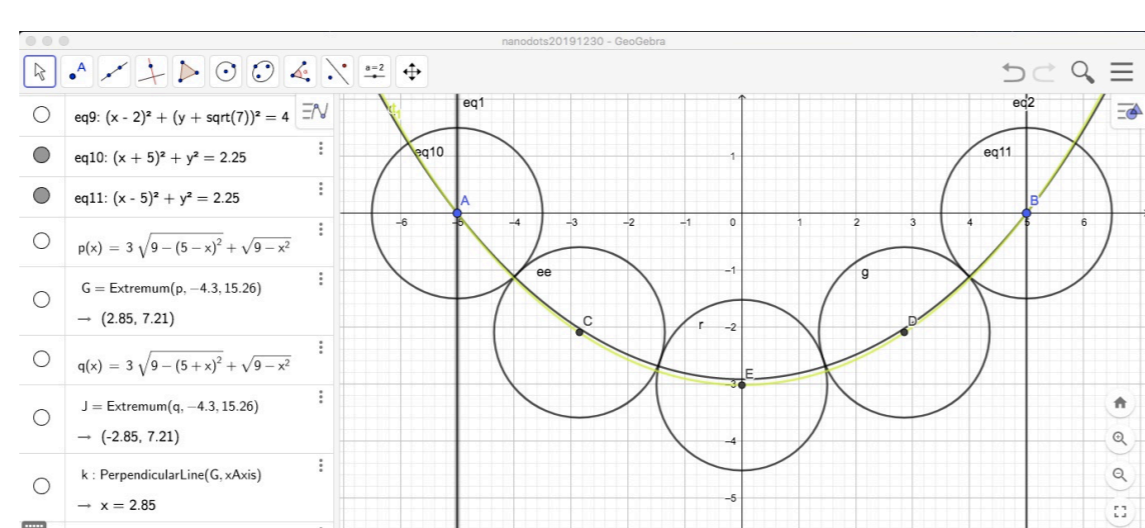 nanodots20191230 - GeoGebra
A
a=2
eq9: (x - 2)² + (y + sqrt(7))² = 4
eq10: (x + 5)² + y² = 2.25
eq11: (x - 5)² + y² = 2.25
p(x) = 3 √(9 − (5 − x)²) + √(9 − x²)
G = Extremum(p, −4.3, 15.26)
→ (2.85, 7.21)
q(x) = 3 √(9 − (5 + x)²) + √(9 − x²)
J = Extremum(q, −4.3, 15.26)
→ (-2.85, 7.21)
k : PerpendicularLine(G, xAxis)
→ x = 2.85
eq1 eq2
eq10 eq11
1
A B
−6 −5 −4 −3 −2 −1 0 1 2 3 4 5 6
−1
ee g
C r −2 D
E
−3
−4
−5